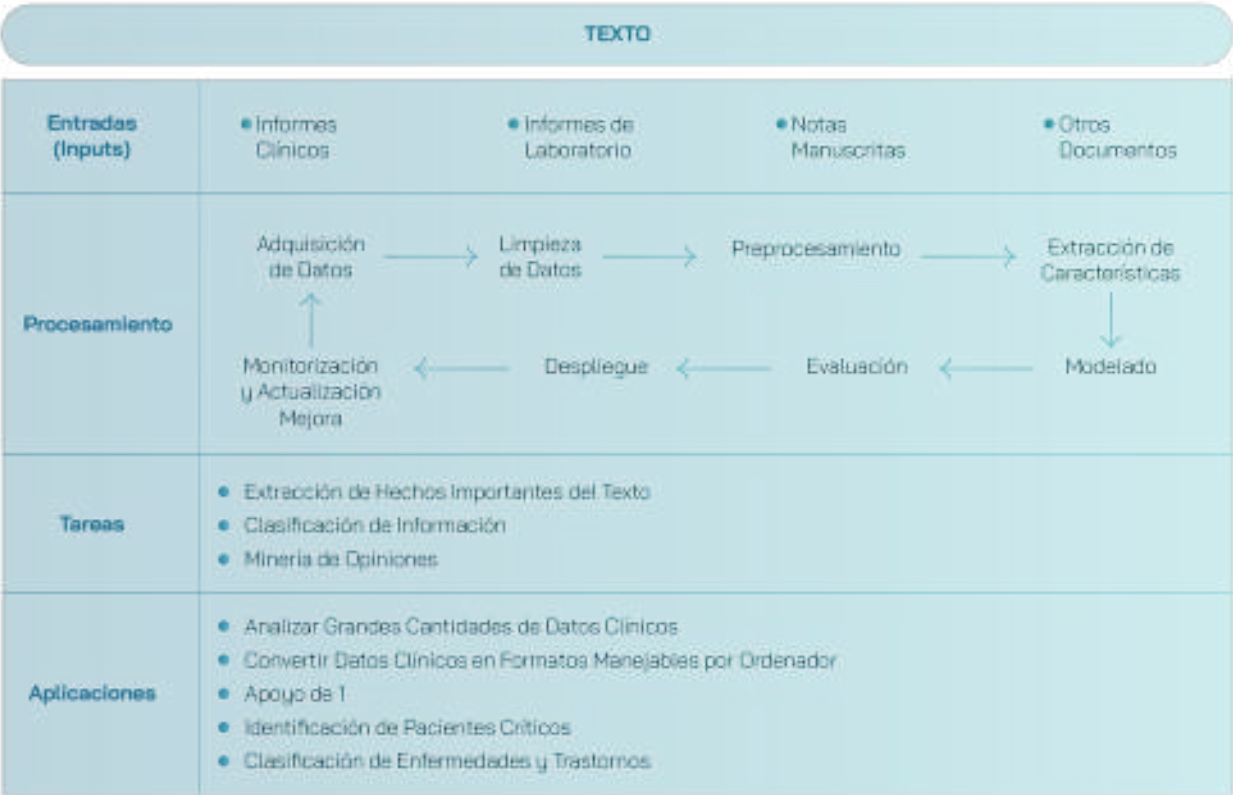 TEXTO
Entradas
(Inputs)
Informes
Clínicos
Informes de
Laboratorio
Notas
Manuscritas
Otros
Documentos
Procesamiento
Adquisición
de Datos
Limpieza
de Datos
Preprocesamiento
Extracción de
Características
Monitorización
y Actualización
Mejora
Despliegue
Evaluación
Modelado
Tareas
Extracción de Hechos Importantes del Texto
Clasificación de Información
Minería de Opiniones
Aplicaciones
Analizar Grandes Cantidades de Datos Clínicos
Convertir Datos Clínicos en Formatos Manejables por Ordenador
Apoyo de 1
Identificación de Pacientes Críticos
Clasificación de Enfermedades y Trastornos